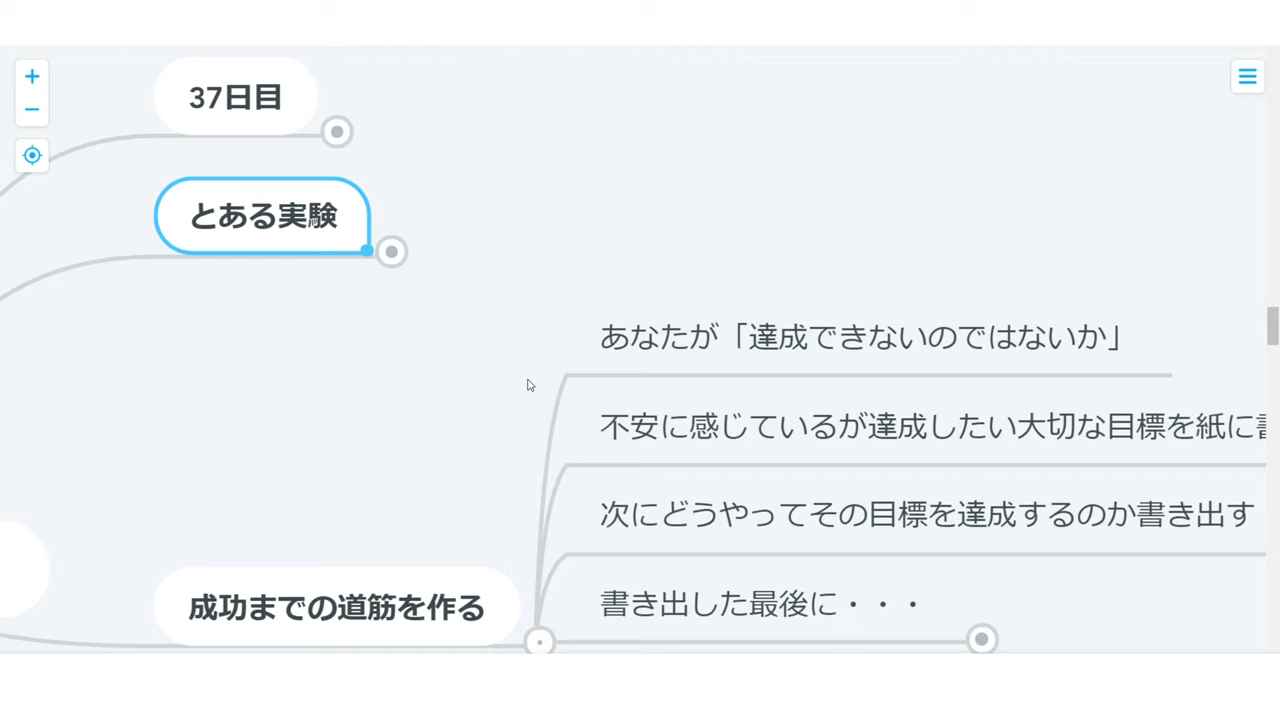 37日目
とある実験
あなたが「達成できないのではないか」
不安に感じているが達成したい大切な目標を紙に
次にどうやってその目標を達成するのか書き出す
書き出した最後に・・・
成功までの道筋を作る